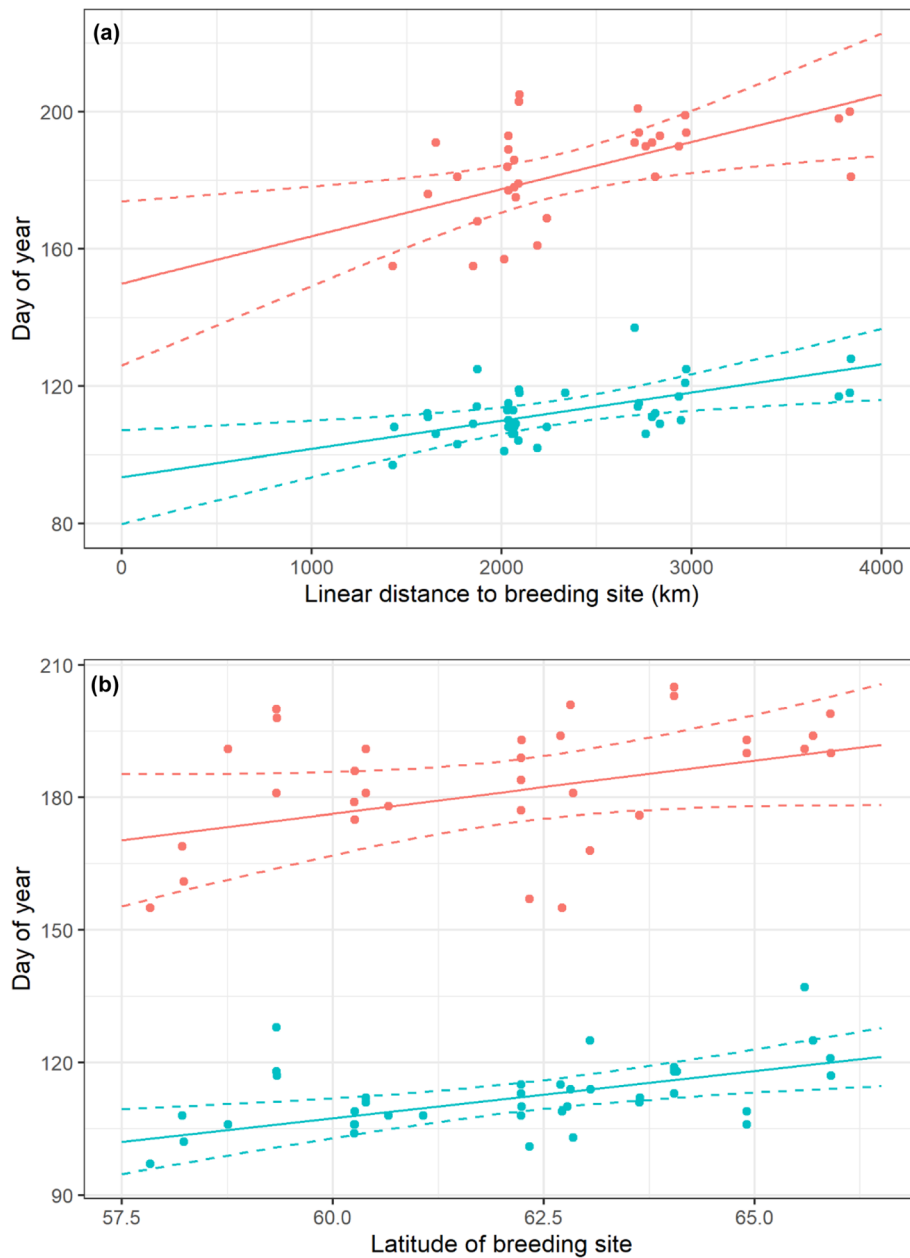 (a)
200
160
120
80
Day of year
0 1000 2000 3000 4000
Linear distance to breeding site (km)
(b)
210
180
150
120
90
Day of year
57.5 60.0 62.5 65.0
Latitude of breeding site